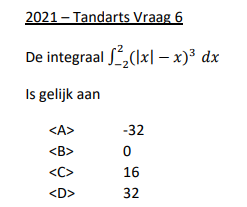 2021 – Tandarts Vraag 6
De integraal ∫₋₂²(|x| – x)³ dx
Is gelijk aan
<A> -32
<B> 0
<C> 16
<D> 32